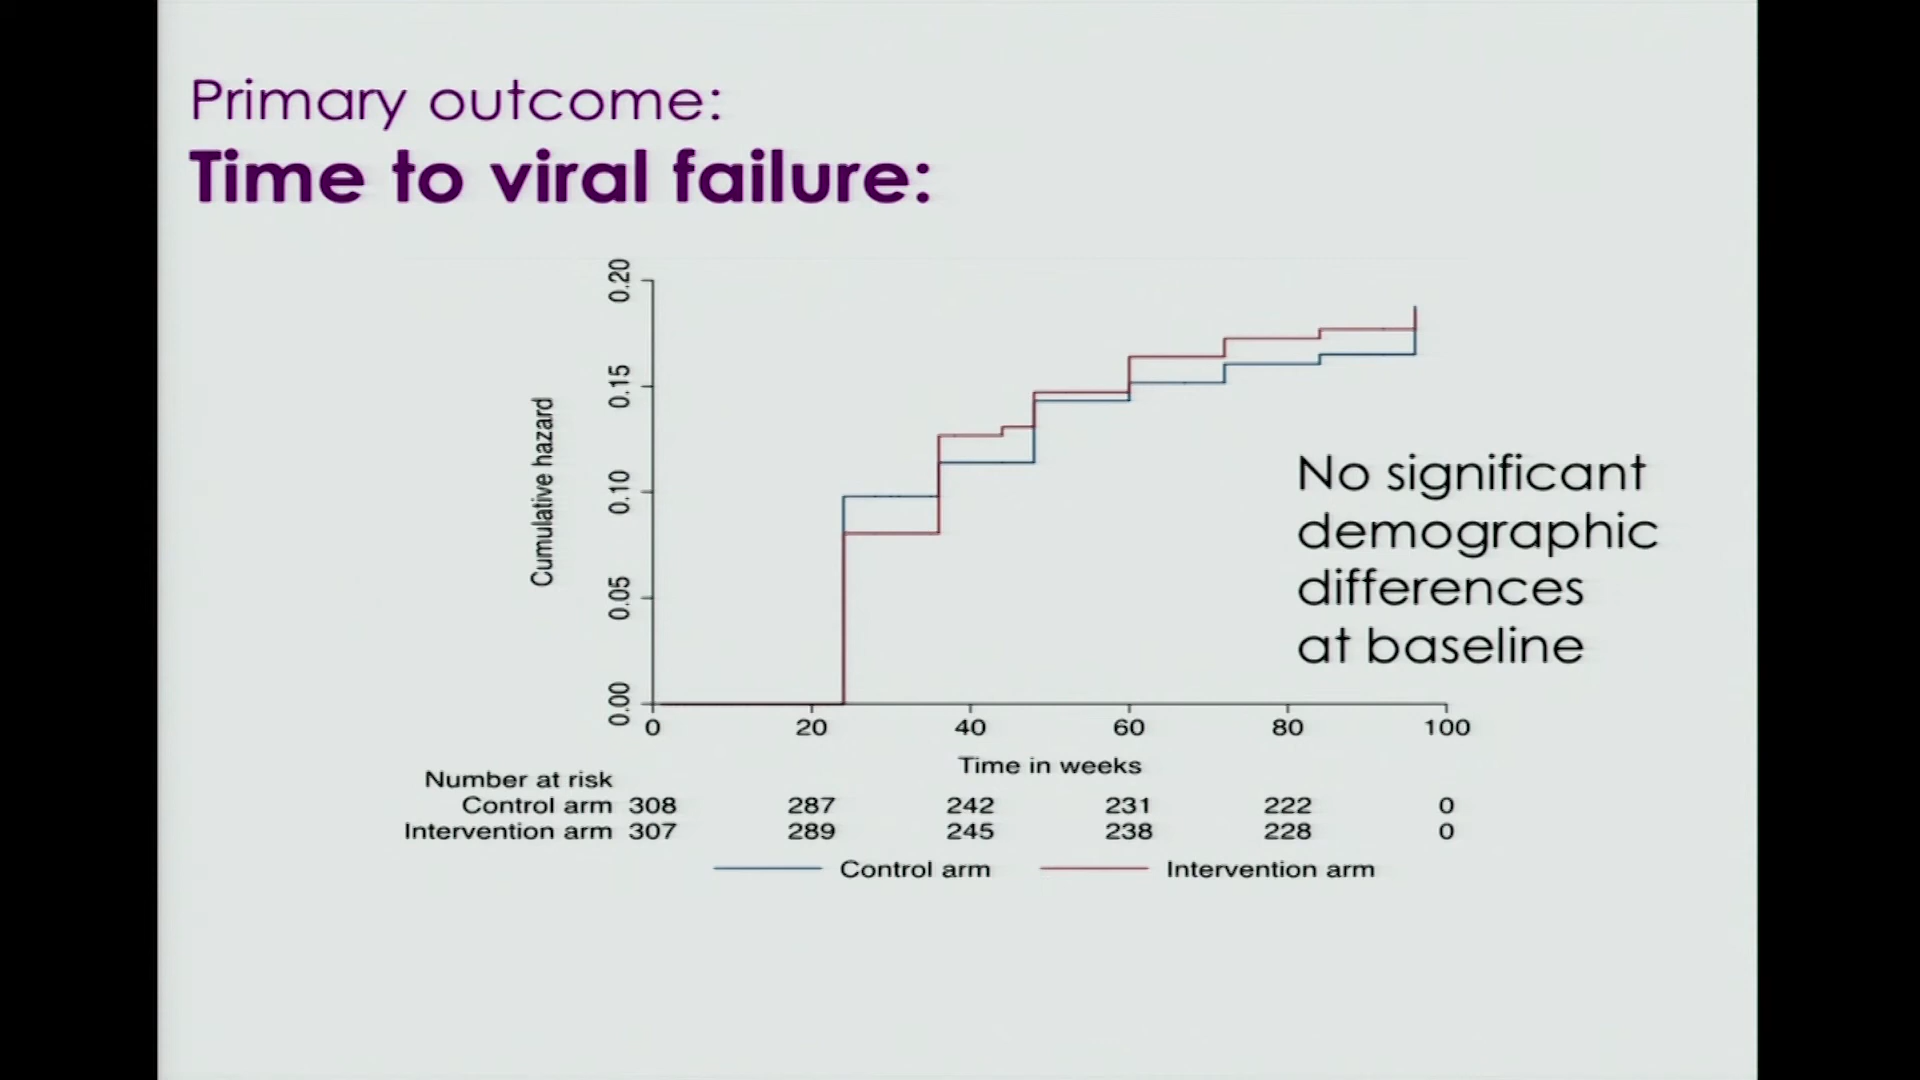 Primary outcome:
Time to viral failure:
0.20
0.15
0.10
0.05
0.00
Cumulative hazard
0 20 40 60 80 100
Time in weeks
No significant
demographic
differences
at baseline
Number at risk
Control arm 308 287 242 231 222 0
Intervention arm 307 289 245 238 228 0
Control arm Intervention arm